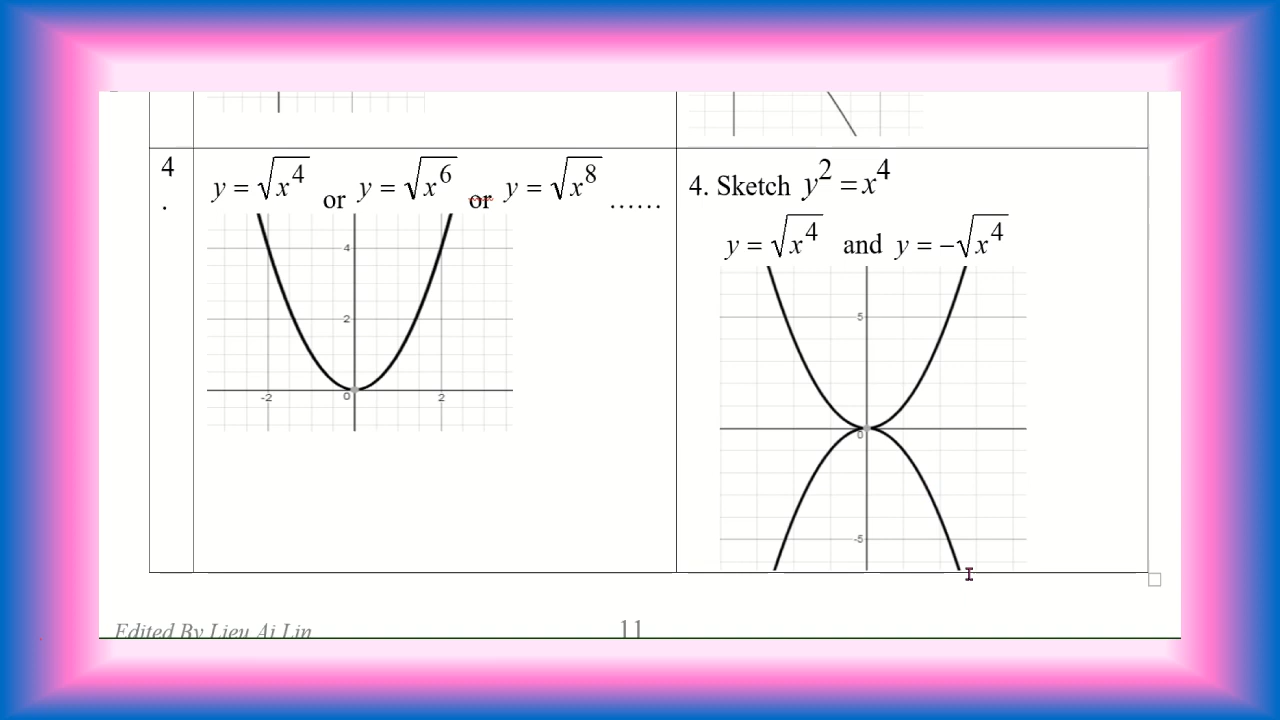 4
.
y = √x⁴ or y = √x⁶ or y = √x⁸ ……
4
2
-2 0 2
4. Sketch y² = x⁴
y = √x⁴ and y = −√x⁴
5
0
-5
Edited By Lieu Ai Lin 11